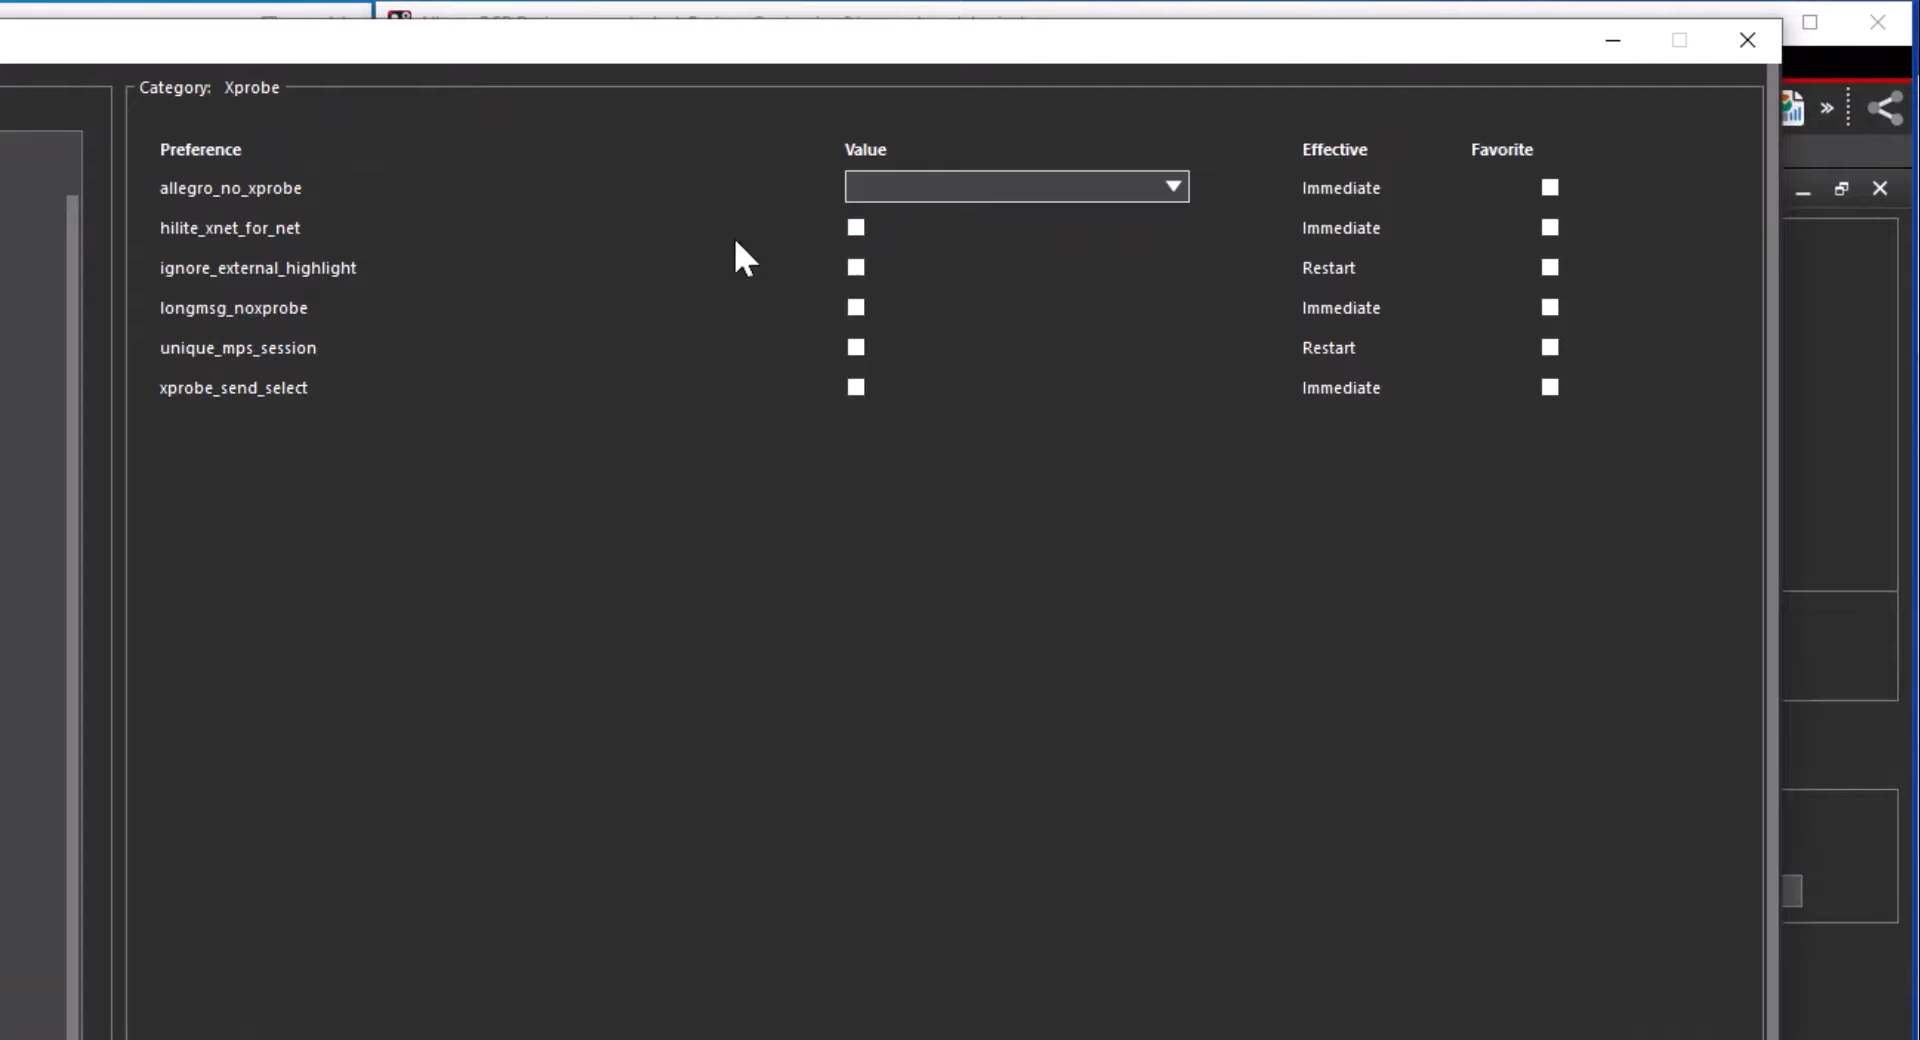 Category: Xprobe
Preference Value Effective Favorite
allegro_no_xprobe Immediate
hilite_xnet_for_net Immediate
ignore_external_highlight Restart
longmsg_noxprobe Immediate
unique_mps_session Restart
xprobe_send_select Immediate